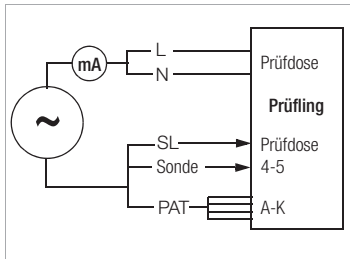 L
mA
N
Prüfdose
Prüfling
~
SL
Prüfdose
Sonde
4-5
PAT
A-K